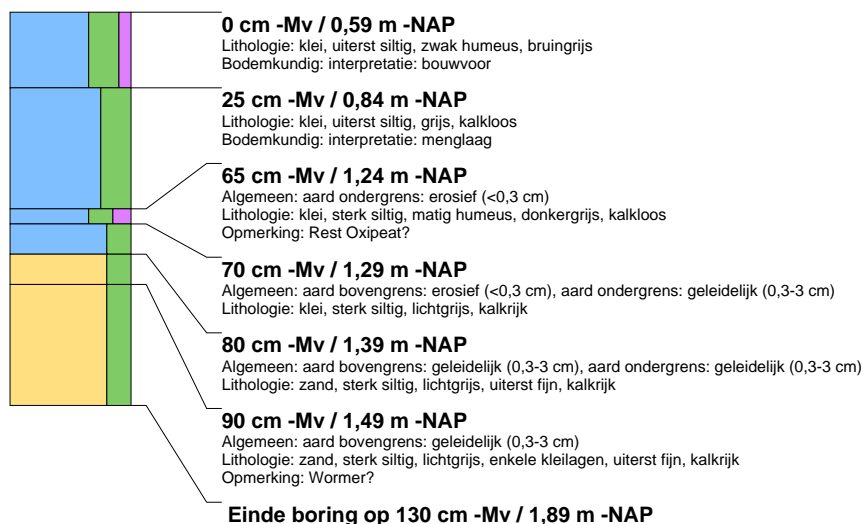 0 cm -Mv / 0,59 m -NAP
Lithologie: klei, uiterst siltig, zwak humeus, bruingrijs
Bodemkundig: interpretatie: bouwvoor
25 cm -Mv / 0,84 m -NAP
Lithologie: klei, uiterst siltig, grijs, kalkloos
Bodemkundig: interpretatie: menglaag
65 cm -Mv / 1,24 m -NAP
Algemeen: aard ondergrens: erosief (<0,3 cm)
Lithologie: klei, sterk siltig, matig humeus, donkergrijs, kalkloos
Opmerking: Rest Oxipeat?
70 cm -Mv / 1,29 m -NAP
Algemeen: aard bovengrens: erosief (<0,3 cm), aard ondergrens: geleidelijk (0,3-3 cm)
Lithologie: klei, sterk siltig, lichtgrijs, kalkrijk
80 cm -Mv / 1,39 m -NAP
Algemeen: aard bovengrens: geleidelijk (0,3-3 cm), aard ondergrens: geleidelijk (0,3-3 cm)
Lithologie: zand, sterk siltig, lichtgrijs, uiterst fijn, kalkrijk
90 cm -Mv / 1,49 m -NAP
Algemeen: aard bovengrens: geleidelijk (0,3-3 cm)
Lithologie: zand, sterk siltig, lichtgrijs, enkele kleilagen, uiterst fijn, kalkrijk
Opmerking: Wormer?
Einde boring op 130 cm -Mv / 1,89 m -NAP